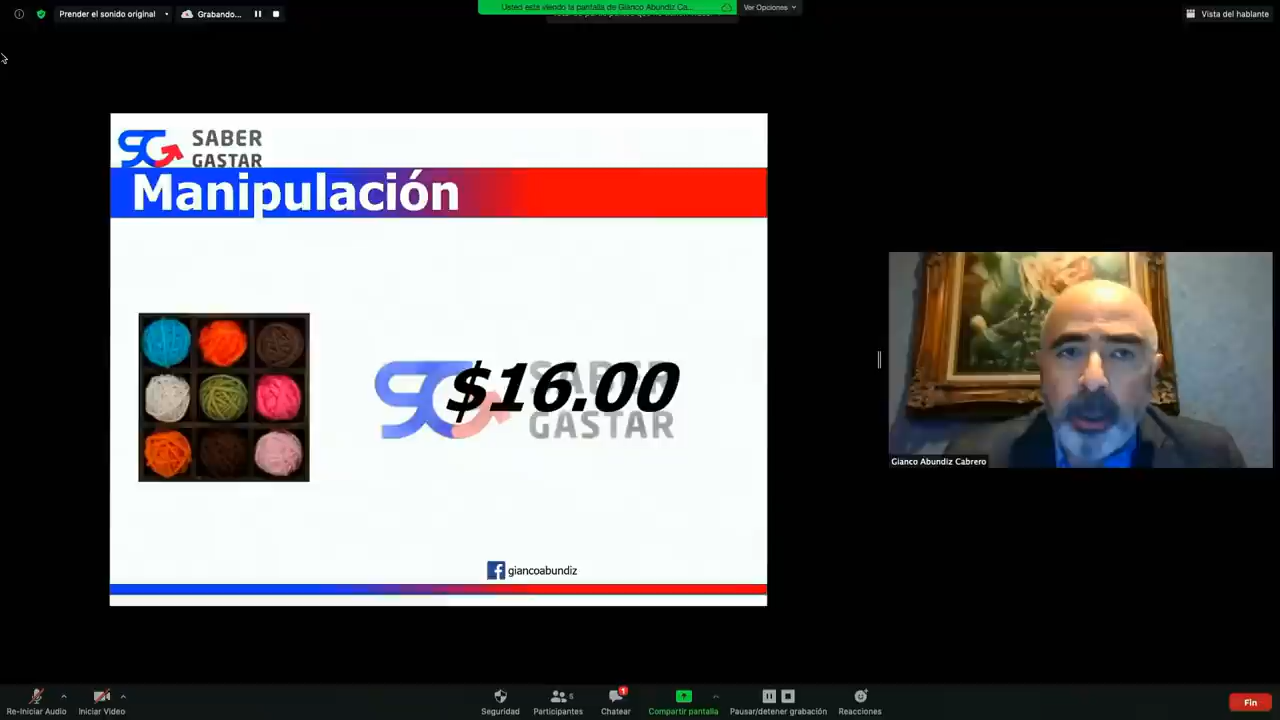 Prender el sonido original
Grabando...
Usted está viendo la pantalla de Gianco Abundiz Ca...
Ver Opciones
Vista del hablante
SABER
GASTAR
Manipulación
$16.00
SABER
GASTAR
giancoabundiz
Gianco Abundiz Cabrero
Re-Iniciar Audio
Iniciar Video
Seguridad
Participantes
6
Chatear
1
Compartir pantalla
Pausar/detener grabación
Reacciones
Fin